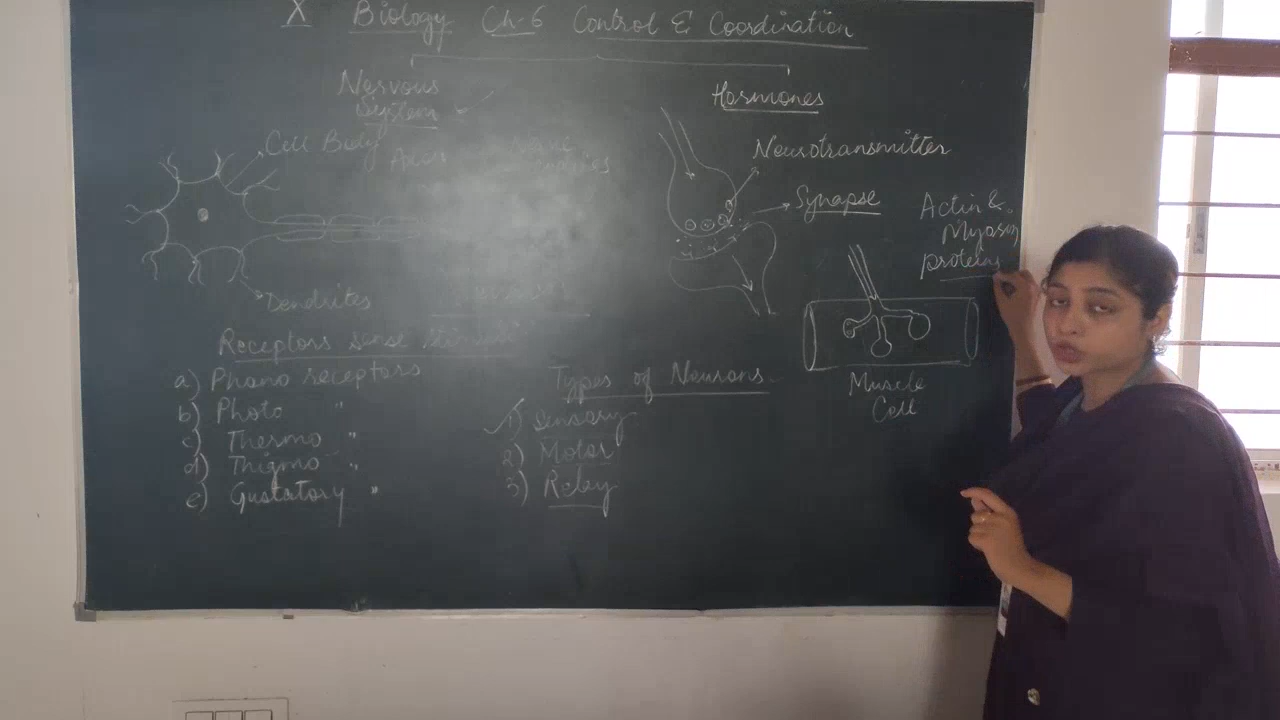 X Biology Ch-6 Control & Coordination
Nervous
System
Hormones
Cell Body
Axon
Dendrites
Neurotransmitter
Synapse
Actin &
Myosin
proteins
Muscle
Cell
Receptors sense
a) Phono receptors
b) Photo "
c) Thermo "
d) Thigmo "
e) Gustatory "
Types of Neurons
1) Sensory
2) Motor
3) Relay